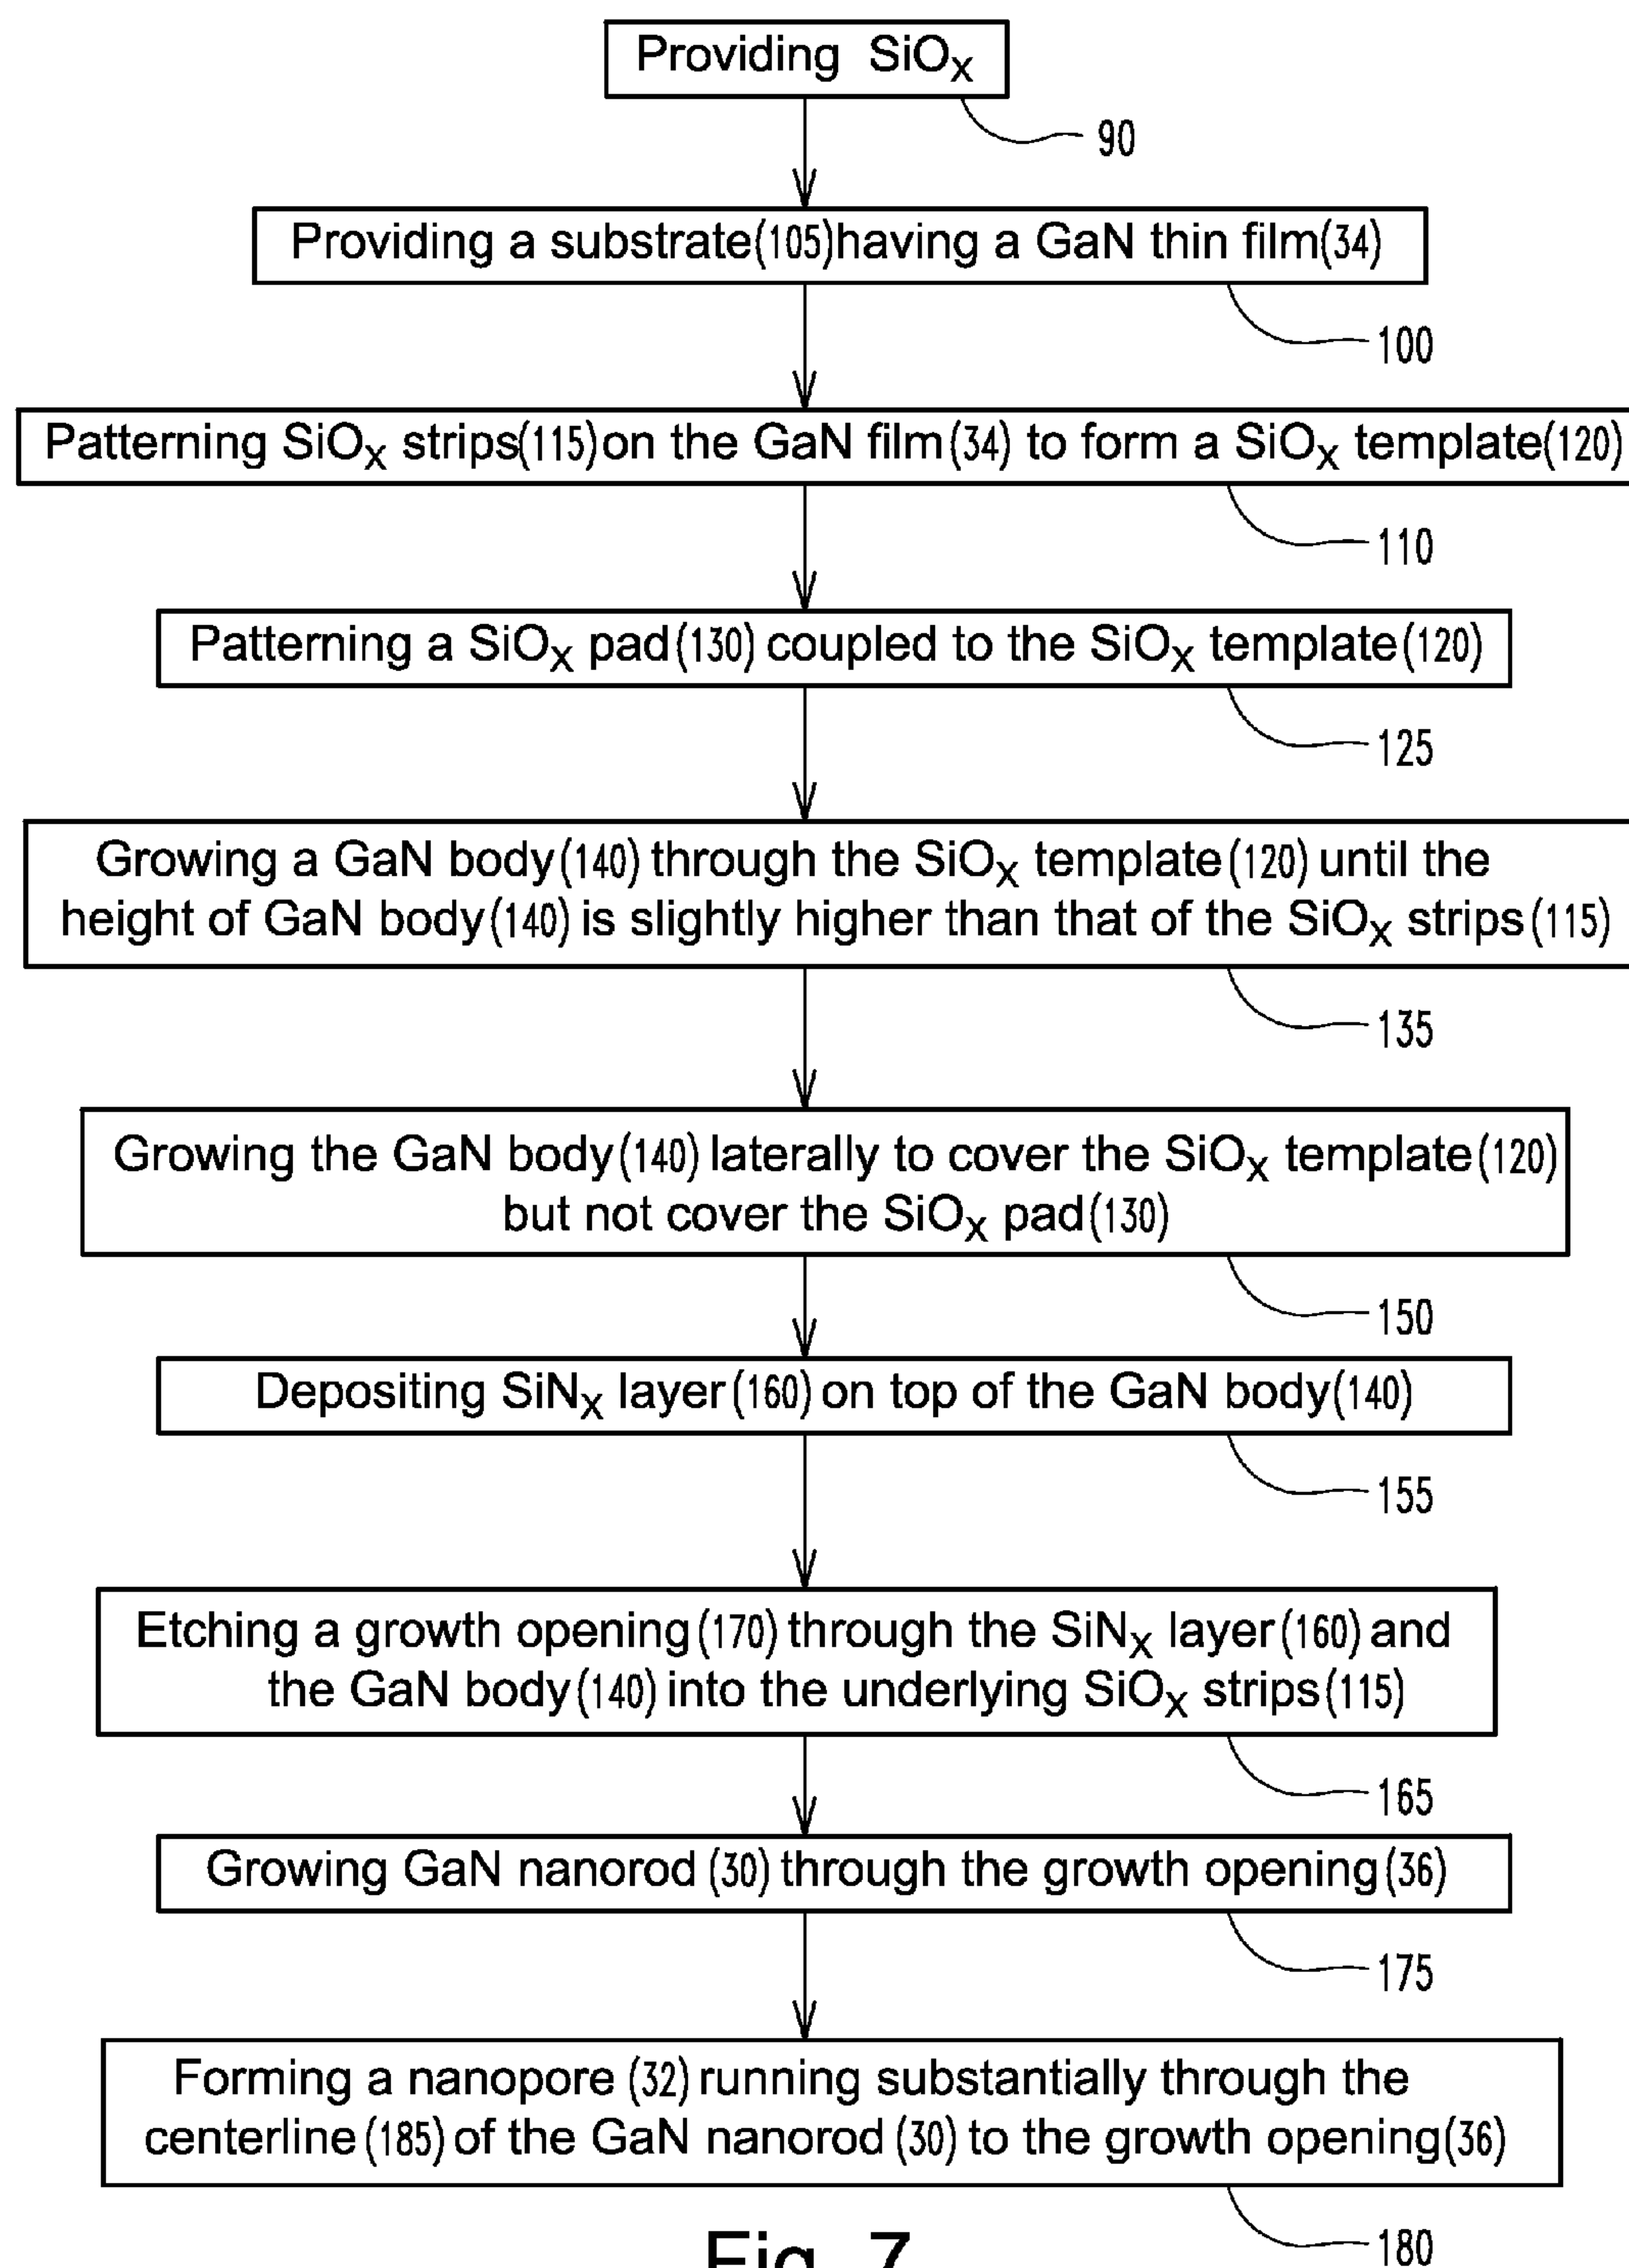 Providing SiOX
90
Providing a substrate(105)having a GaN thin film(34)
100
Patterning SiOX strips(115)on the GaN film(34) to form a SiOX template(120)
110
Patterning a SiOX pad(130) coupled to the SiOX template(120)
125
Growing a GaN body(140) through the SiOX template(120) until the
height of GaN body(140) is slightly higher than that of the SiOX strips(115)
135
Growing the GaN body(140) laterally to cover the SiOX template(120)
but not cover the SiOX pad(130)
150
Depositing SiNX layer(160) on top of the GaN body(140)
155
Etching a growth opening(170) through the SiNX layer(160) and
the GaN body(140) into the underlying SiOX strips(115)
165
Growing GaN nanorod (30) through the growth opening(36)
175
Forming a nanopore (32) running substantially through the
centerline(185) of the GaN nanorod (30) to the growth opening(36)
180
Fig. 7